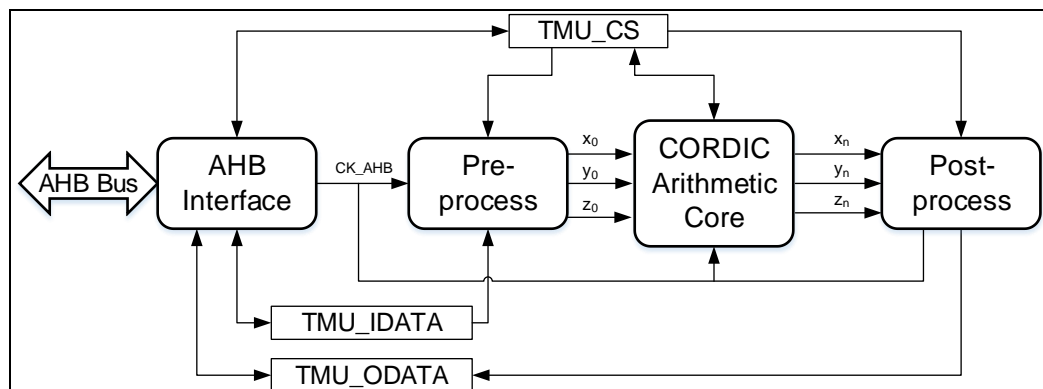 TMU_CS
AHB Bus
AHB
Interface
CK_AHB
Pre-
process
x₀
y₀
z₀
CORDIC
Arithmetic
Core
xₙ
yₙ
zₙ
Post-
process
TMU_IDATA
TMU_ODATA